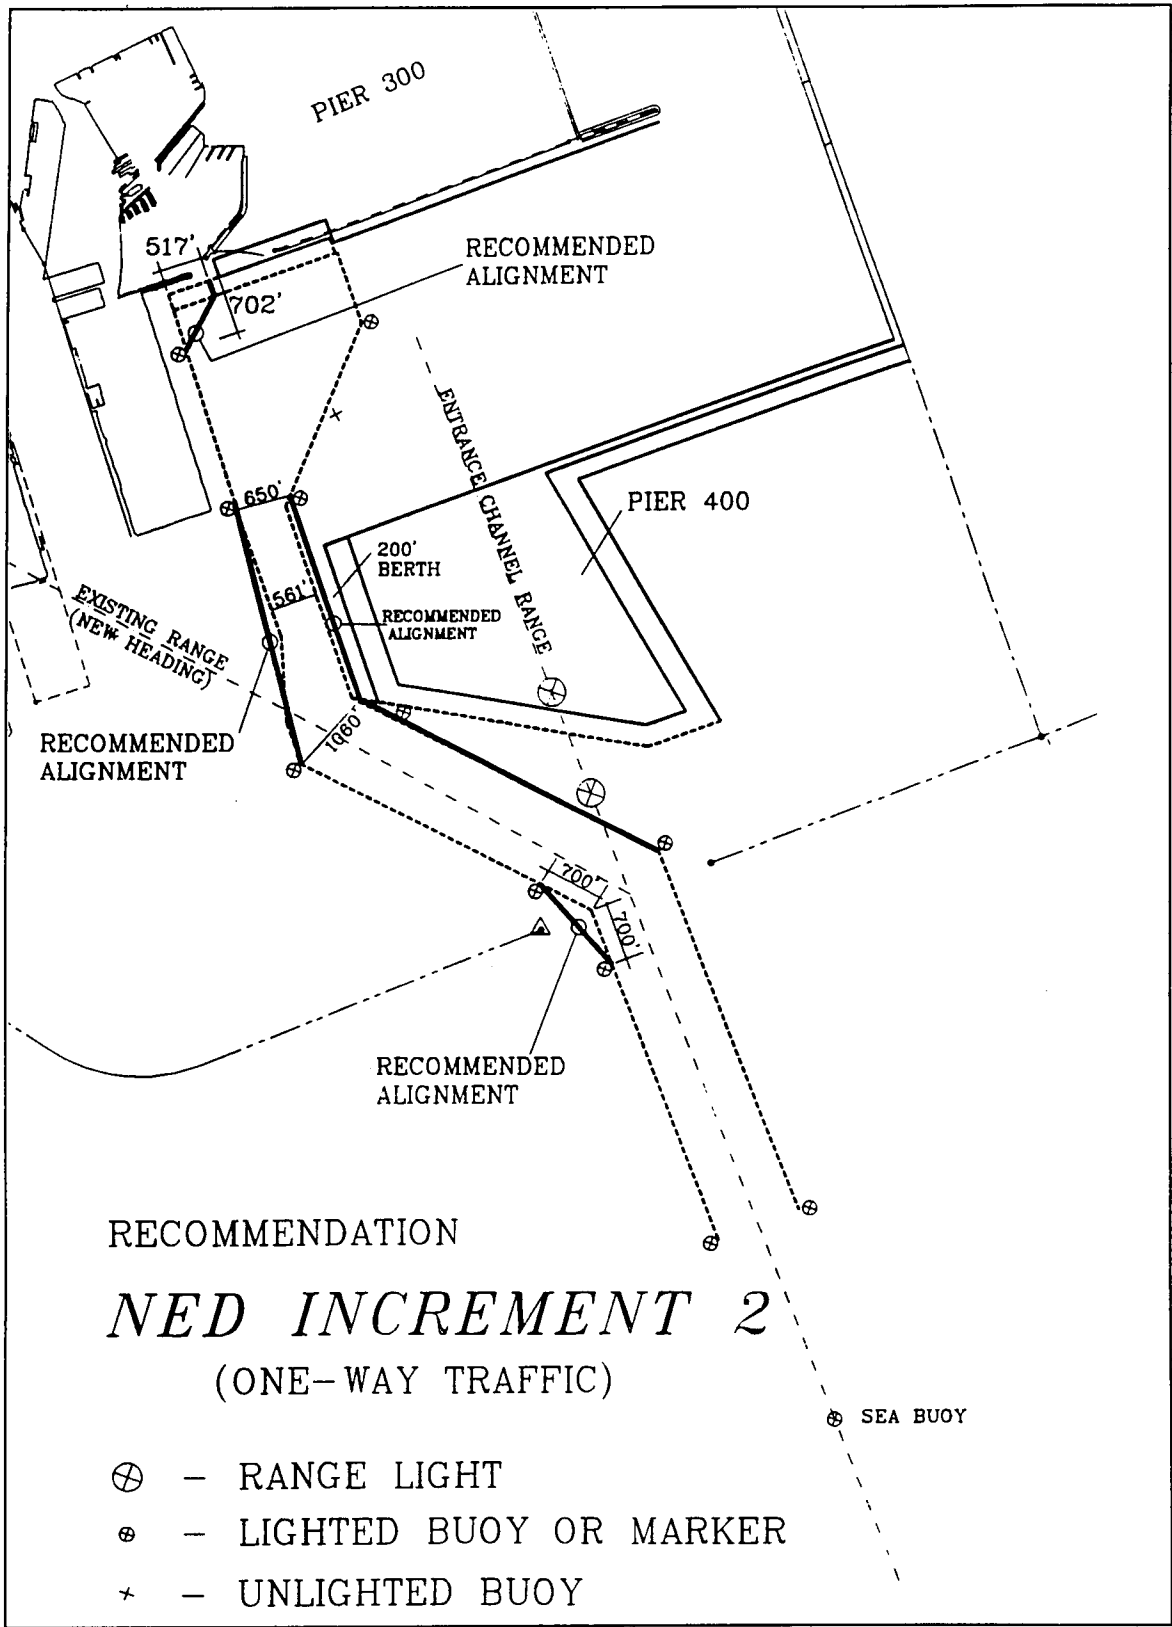 PIER 300
517'
RECOMMENDED
ALIGNMENT
702'
ENTRANCE CHANNEL RANGE
650'
PIER 400
200'
BERTH
561'
EXISTING RANGE
(NEW HEADING)
RECOMMENDED
ALIGNMENT
1060'
RECOMMENDED
ALIGNMENT
700'
700'
RECOMMENDED
ALIGNMENT
RECOMMENDATION
NED INCREMENT 2
(ONE-WAY TRAFFIC)
SEA BUOY
- RANGE LIGHT
- LIGHTED BUOY OR MARKER
- UNLIGHTED BUOY